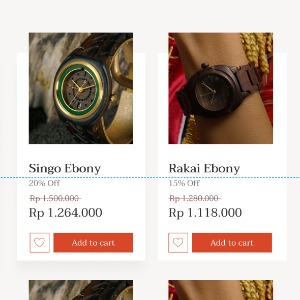 Singo Ebony
20% Off
Rp 1.500.000
Rp 1.264.000
Add to cart
Rakai Ebony
15% Off
Rp 1.280.000
Rp 1.118.000
Add to cart